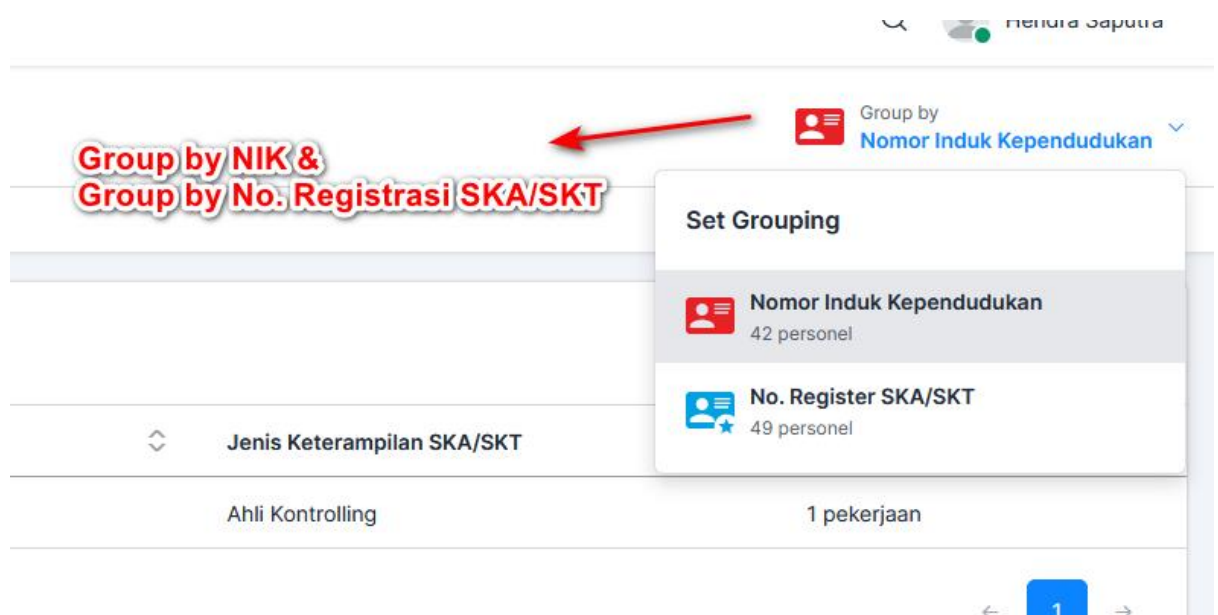 Hendra Saputra
Group by
Nomor Induk Kependudukan
Group by NIK &
Group by No. Registrasi SKA/SKT
Set Grouping
Nomor Induk Kependudukan
42 personel
No. Register SKA/SKT
49 personel
Jenis Keterampilan SKA/SKT
Ahli Kontrolling
1 pekerjaan
← 1 →